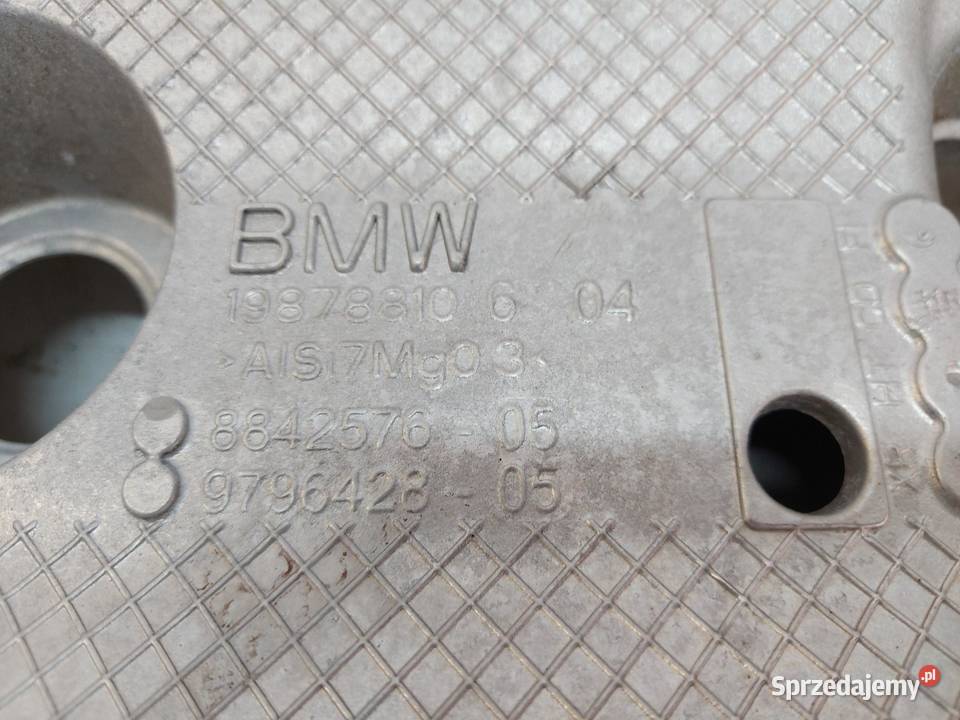 BMW
19878810 6 04
>AlSi7Mg0 3<
8842576 - 05
9796428 - 05
Sprzedajemy.pl